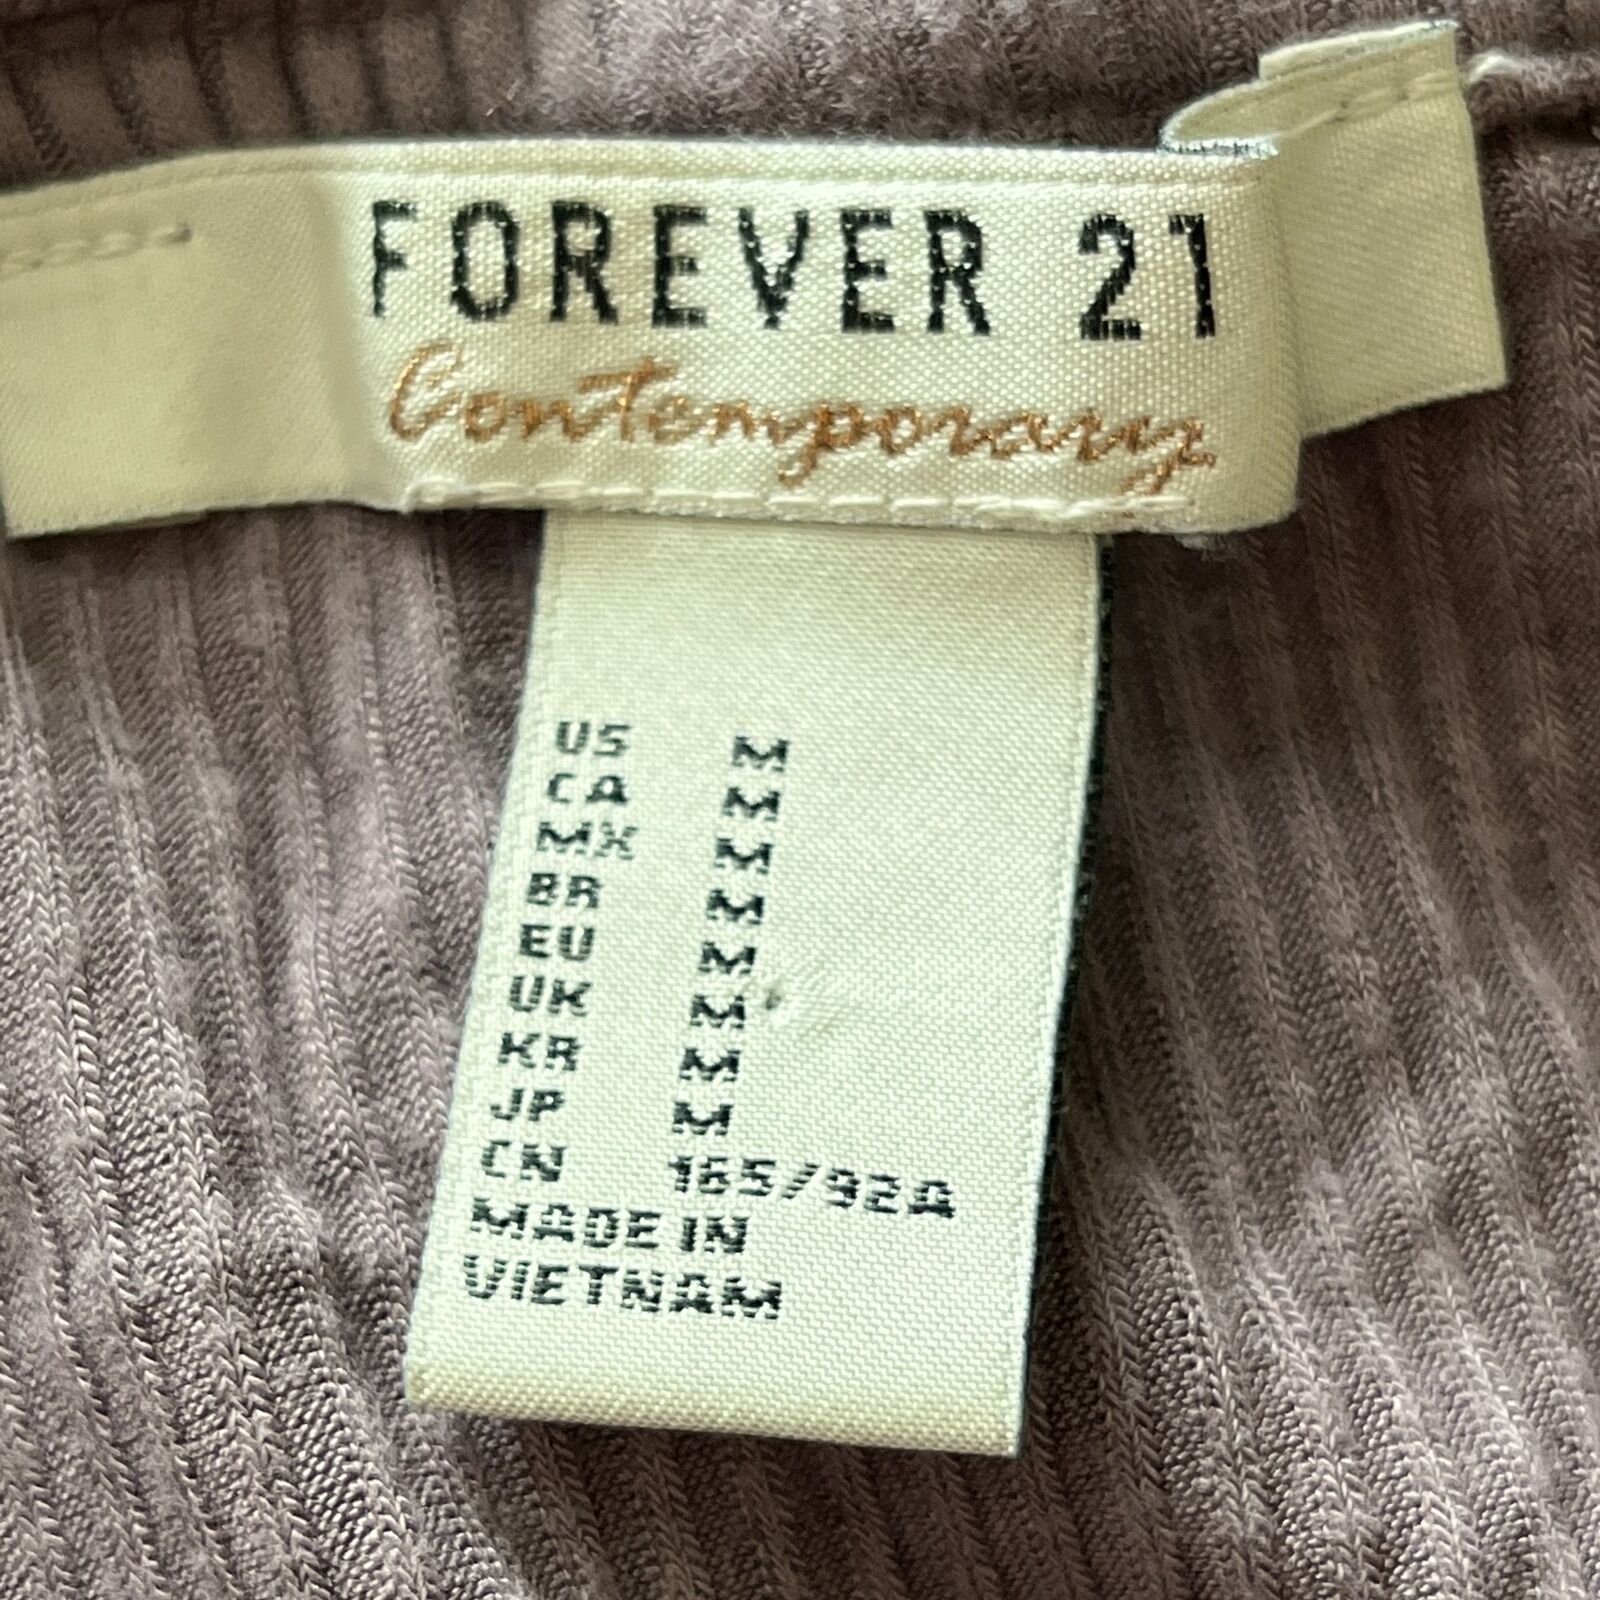 FOREVER 21
Contemporary
US M
CA M
MX M
BR M
EU M
UK M
KR M
JP M
CN 165/92A
MADE IN
VIETNAM